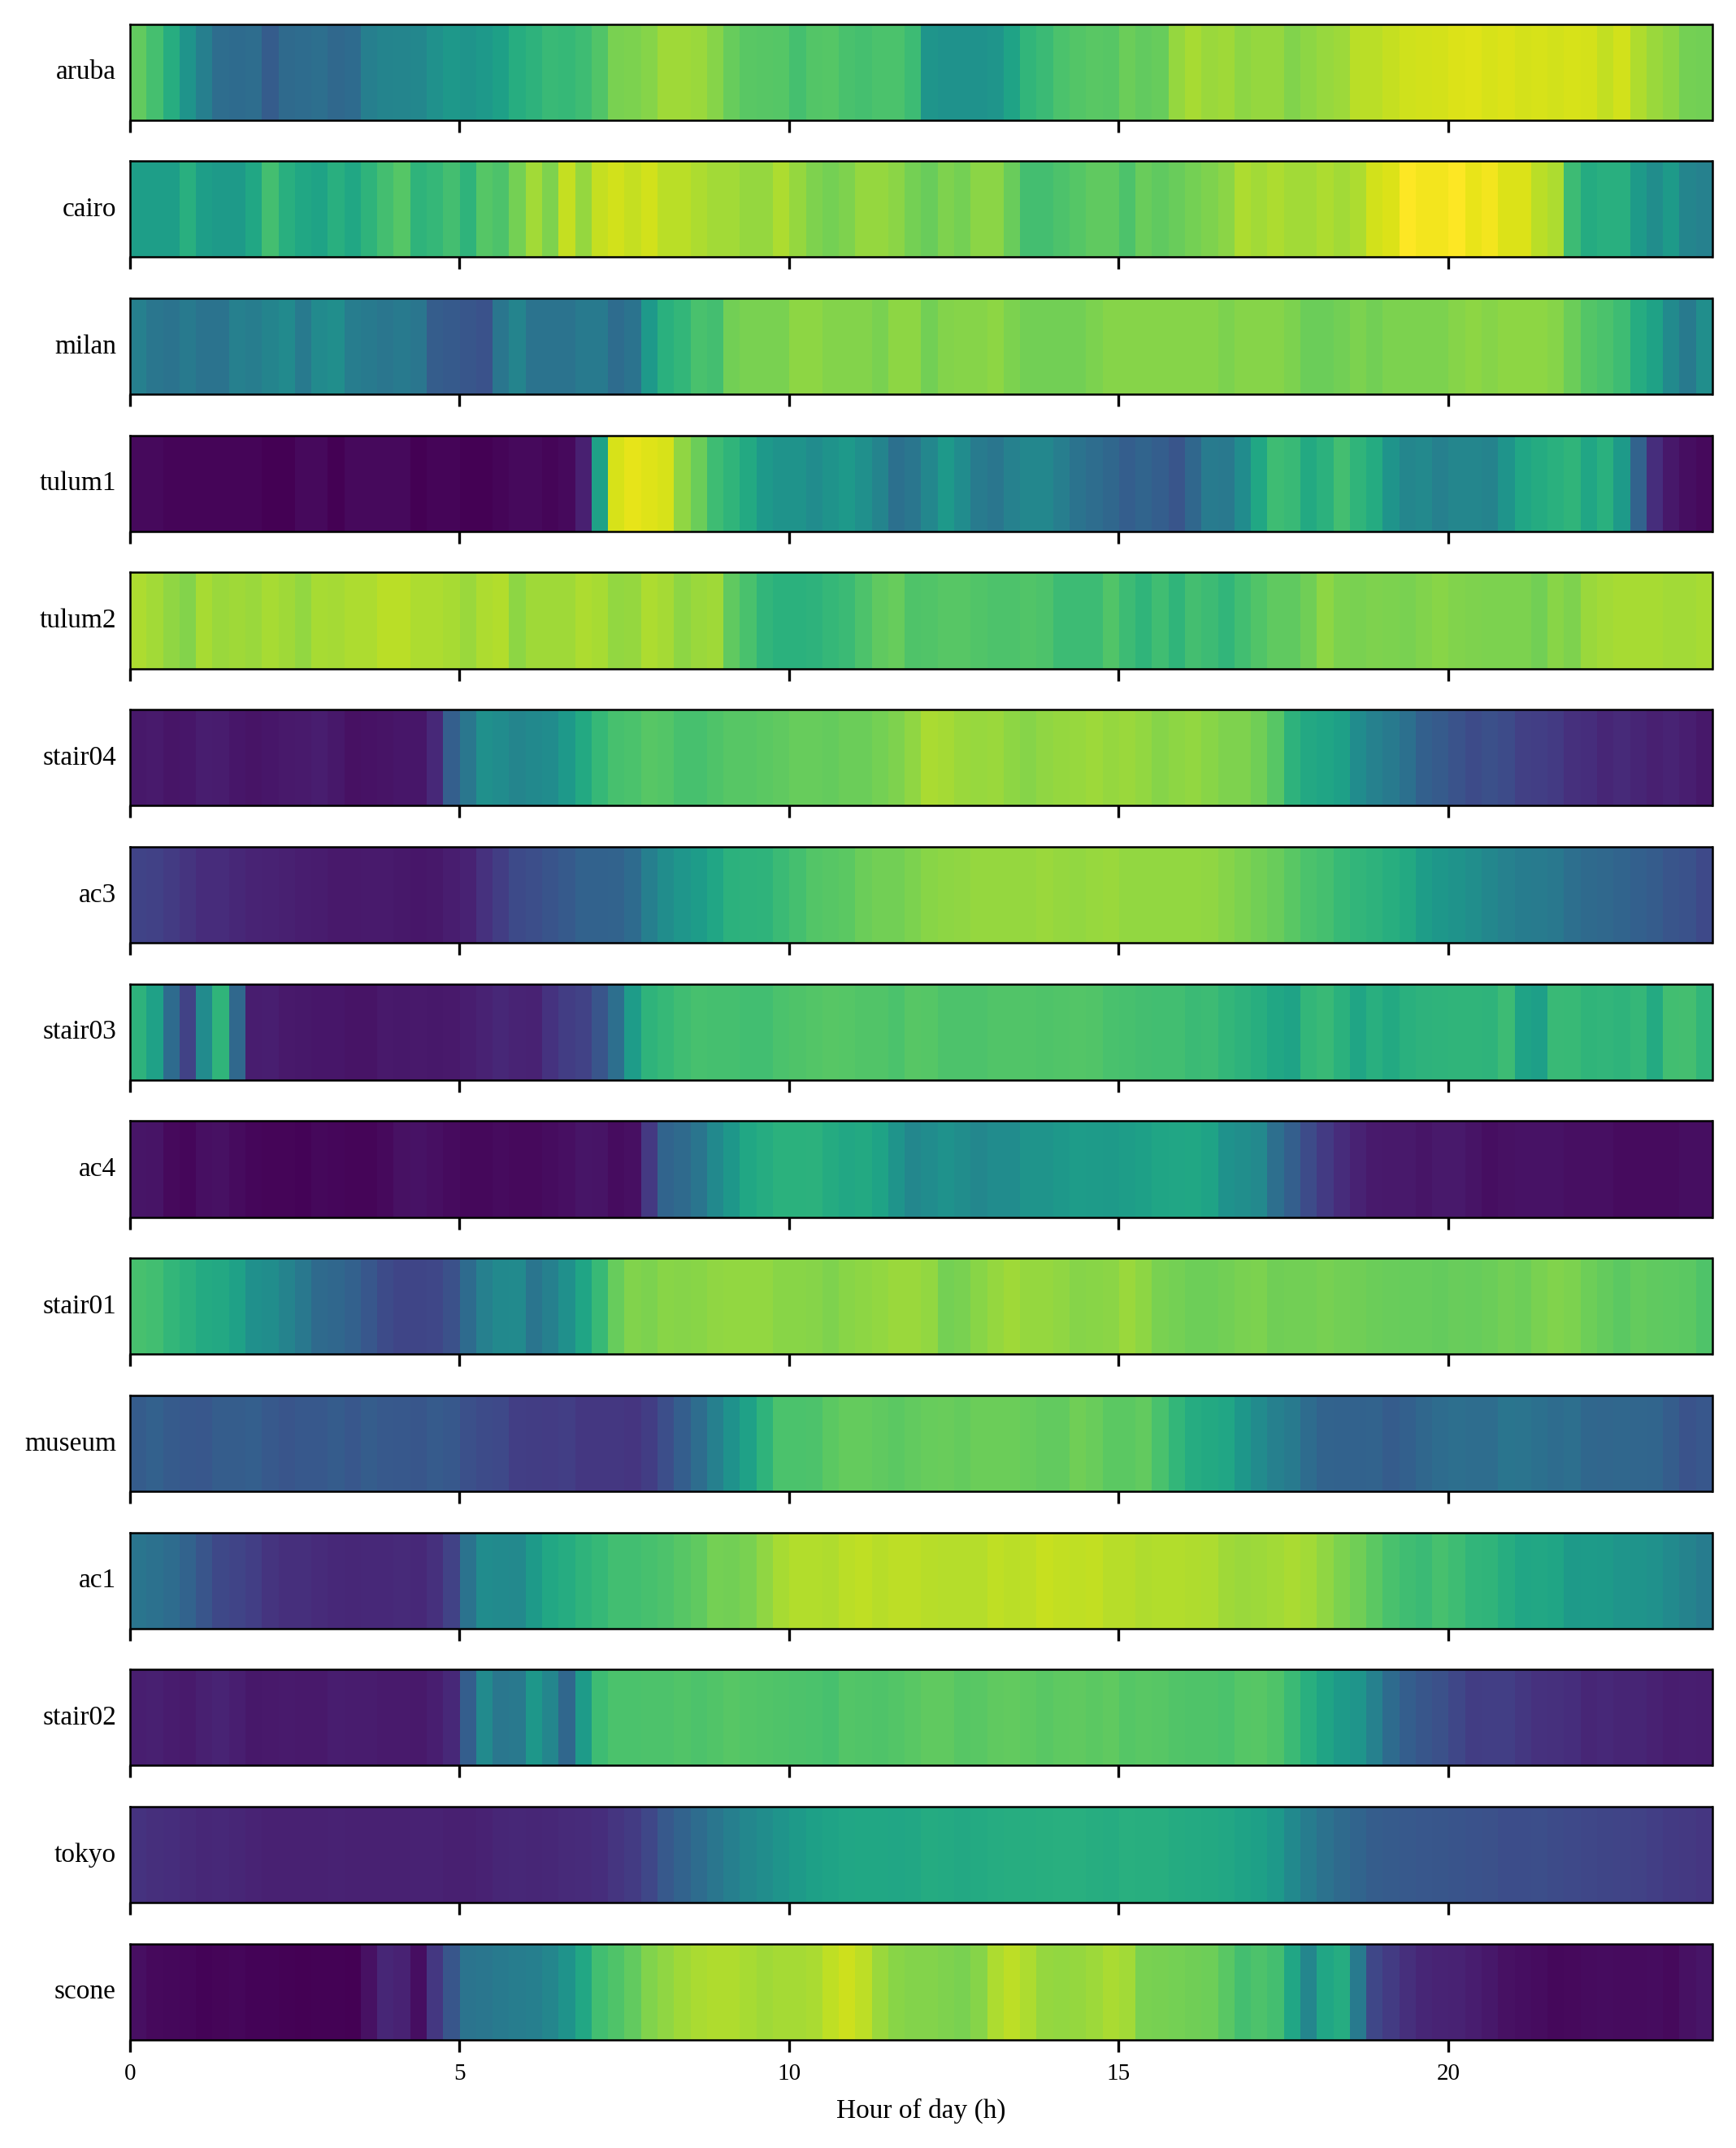 aruba
cairo
milan
tulum1
tulum2
stair04
ac3
stair03
ac4
stair01
museum
ac1
stair02
tokyo
scone
0 5 10 15 20
Hour of day (h)